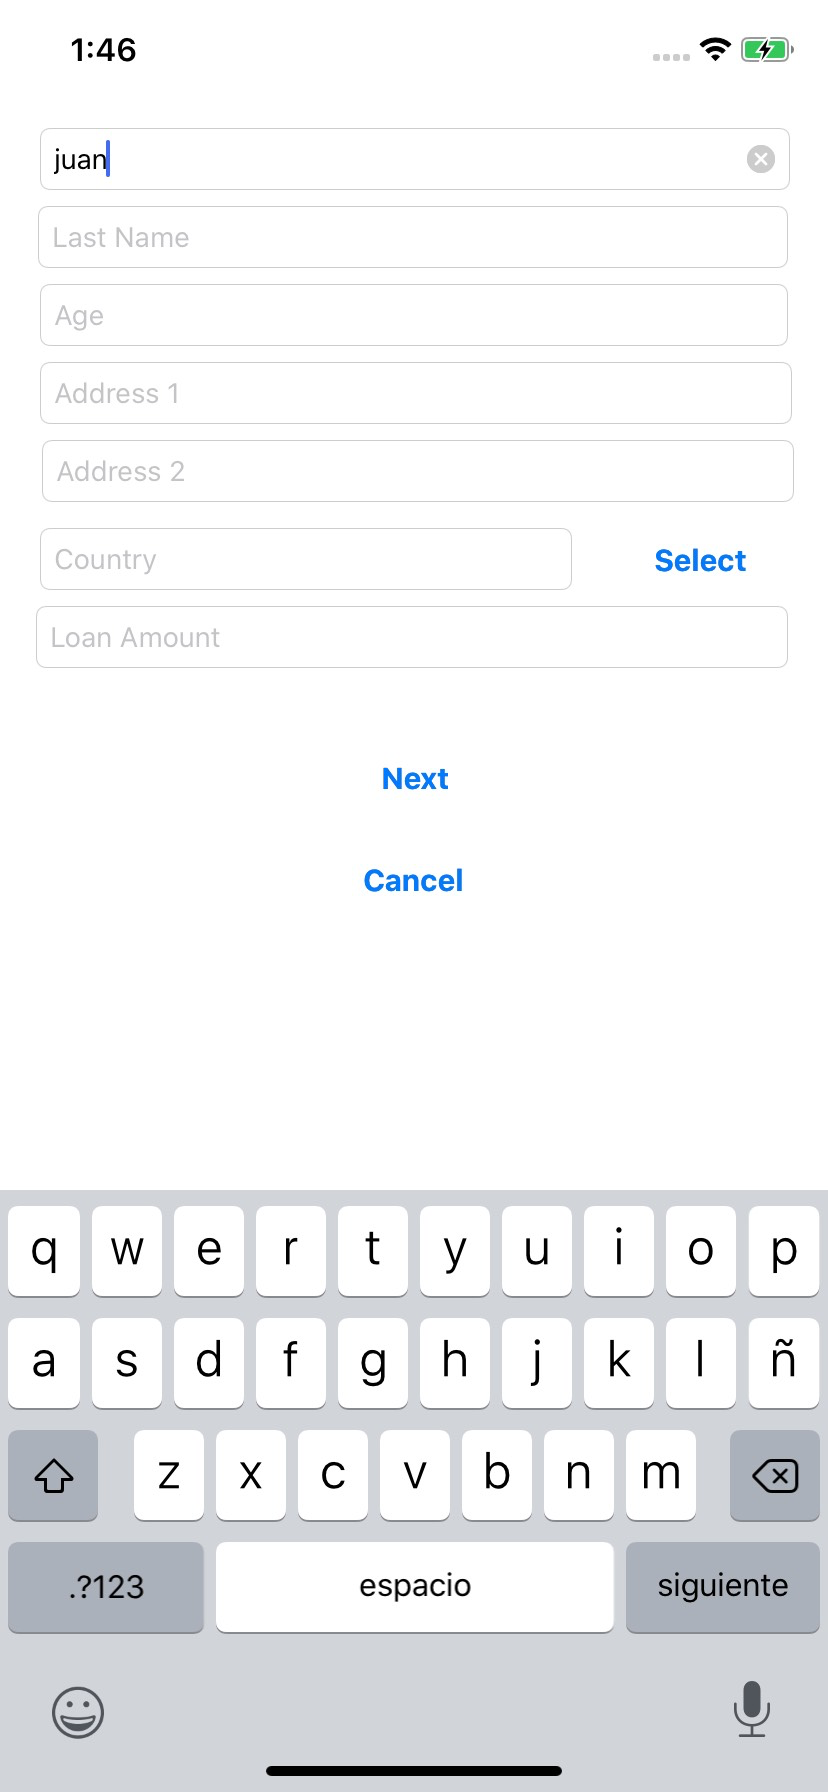 1:46
juan
Last Name
Age
Address 1
Address 2
Country Select
Loan Amount
Next
Cancel
q w e r t y u i o p
a s d f g h j k l ñ
z x c v b n m
.?123 espacio siguiente